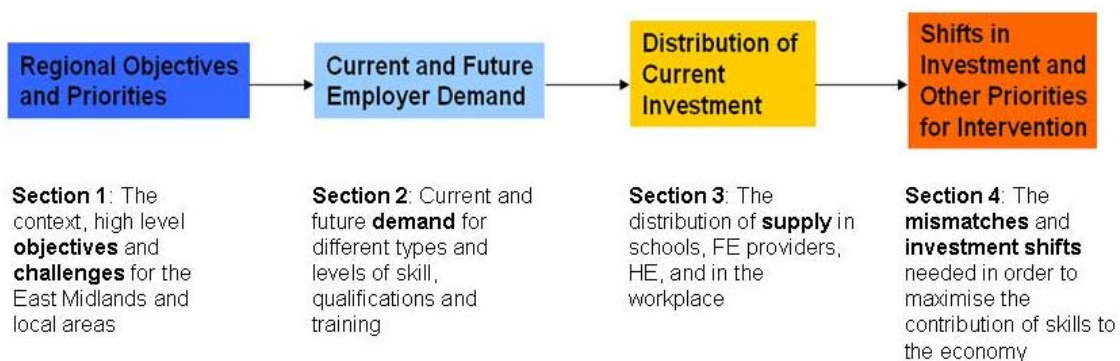 Regional Objectives
and Priorities
Current and Future
Employer Demand
Distribution of
Current
Investment
Shifts in
Investment and
Other Priorities
for Intervention
Section 1: The
context, high level
objectives and
challenges for the
East Midlands and
local areas
Section 2: Current and
future demand for
different types and
levels of skill,
qualifications and
training
Section 3: The
distribution of supply in
schools, FE providers,
HE, and in the
workplace
Section 4: The
mismatches and
investment shifts
needed in order to
maximise the
contribution of skills to
the economy